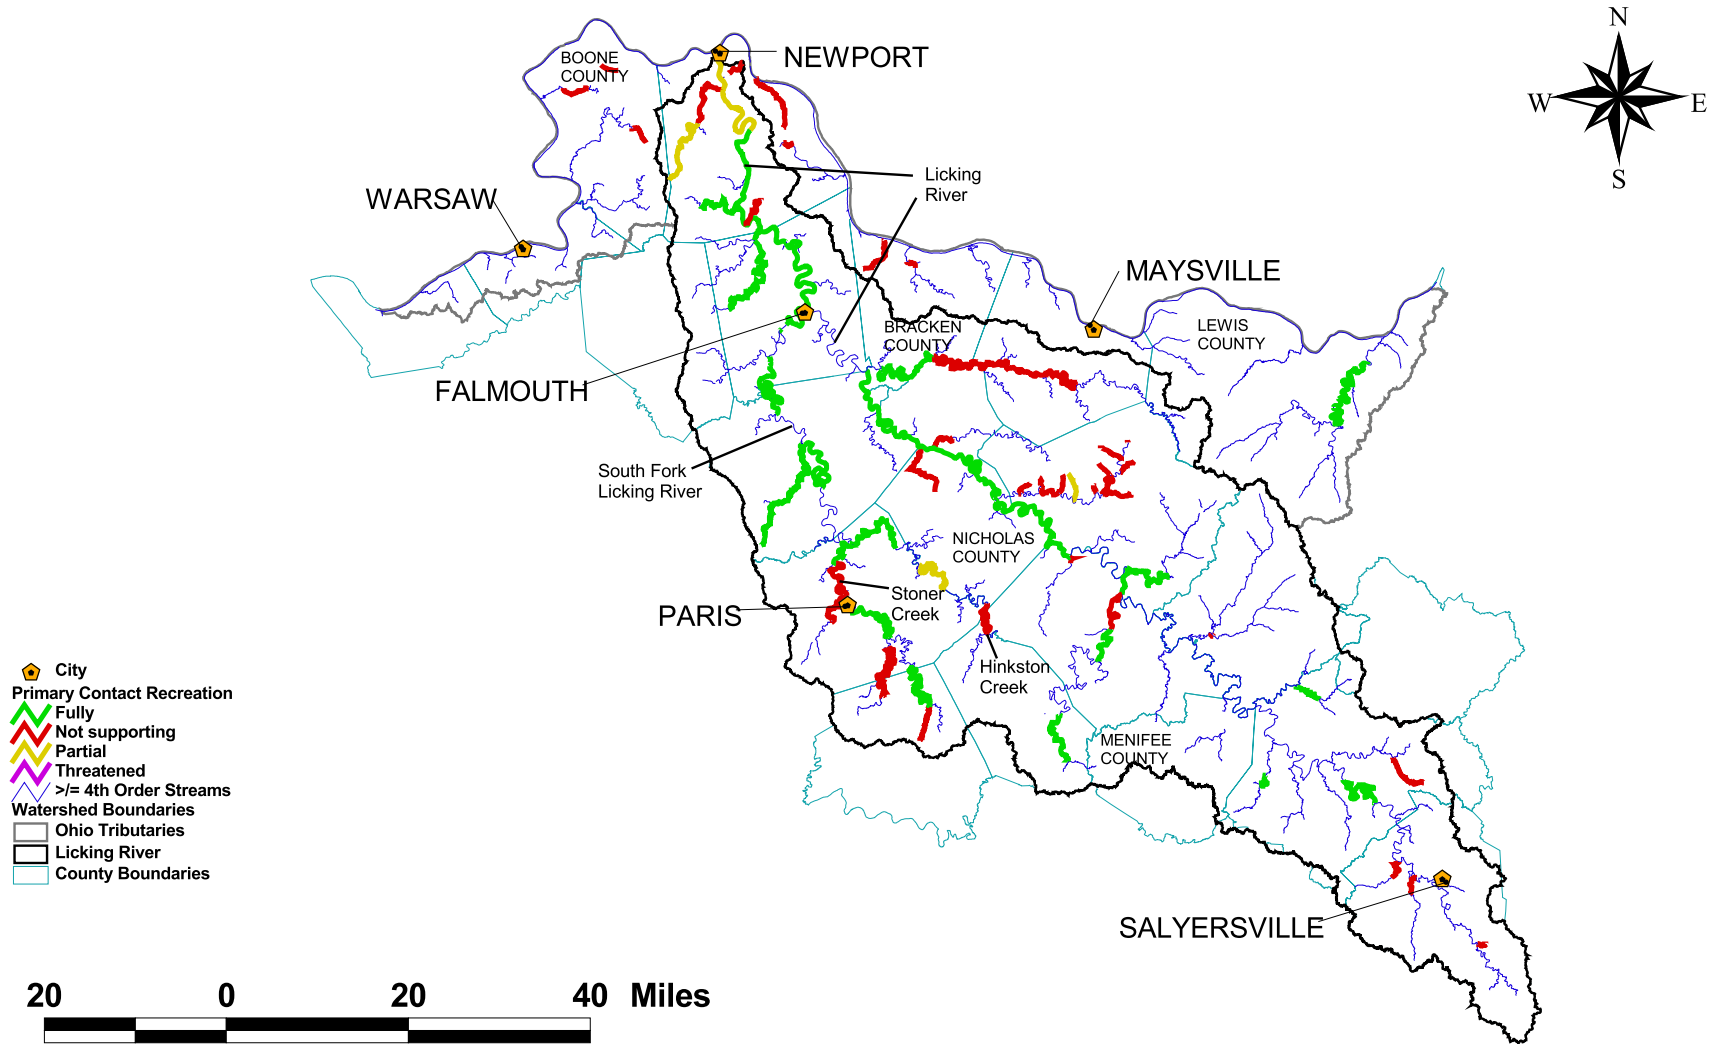 N
W
E
S
BOONE
COUNTY
NEWPORT
Licking
River
WARSAW
MAYSVILLE
BRACKEN
COUNTY
LEWIS
COUNTY
FALMOUTH
South Fork
Licking River
NICHOLAS
COUNTY
Stoner
Creek
PARIS
Hinkston
Creek
MENIFEE
COUNTY
SALYERSVILLE
City
Primary Contact Recreation
Fully
Not supporting
Partial
Threatened
>/= 4th Order Streams
Watershed Boundaries
Ohio Tributaries
Licking River
County Boundaries
20 0 20 40 Miles